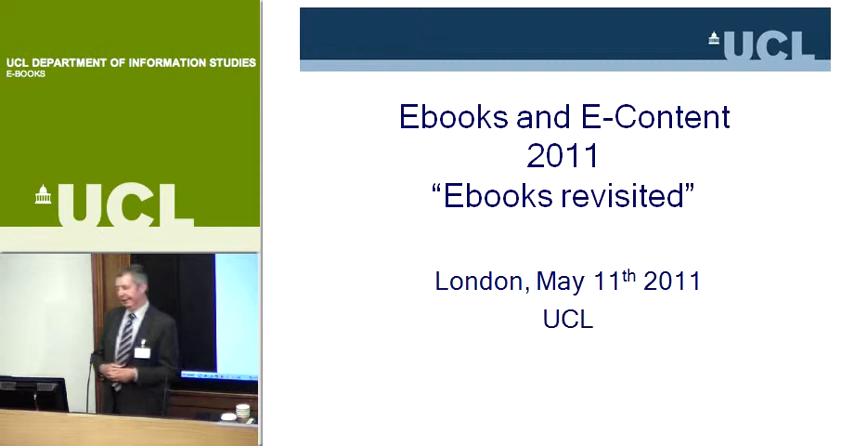 UCL DEPARTMENT OF INFORMATION STUDIES
E-BOOKS
UCL
UCL
Ebooks and E-Content
2011
“Ebooks revisited”
London, May 11th 2011
UCL